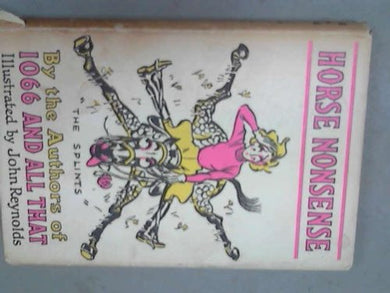 HORSE NONSENSE
"THE SPLINTS"
By the Authors of
1066 AND ALL THAT
Illustrated by John Reynolds